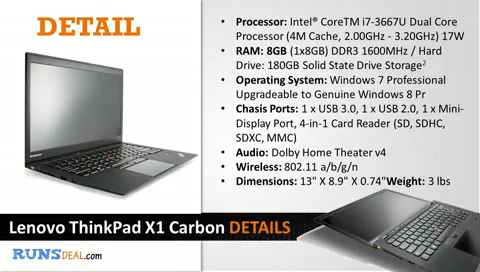 DETAIL
• Processor: Intel® CoreTM i7-3667U Dual Core
Processor (4M Cache, 2.00GHz - 3.20GHz) 17W
• RAM: 8GB (1x8GB) DDR3 1600MHz / Hard
Drive: 180GB Solid State Drive Storage2
• Operating System: Windows 7 Professional
Upgradeable to Genuine Windows 8 Pr
• Chasis Ports: 1 x USB 3.0, 1 x USB 2.0, 1 x Mini-
Display Port, 4-in-1 Card Reader (SD, SDHC,
SDXC, MMC)
• Audio: Dolby Home Theater v4
• Wireless: 802.11 a/b/g/n
• Dimensions: 13" X 8.9" X 0.74"Weight: 3 lbs
Lenovo ThinkPad X1 Carbon DETAILS
RUNSDEAL.com